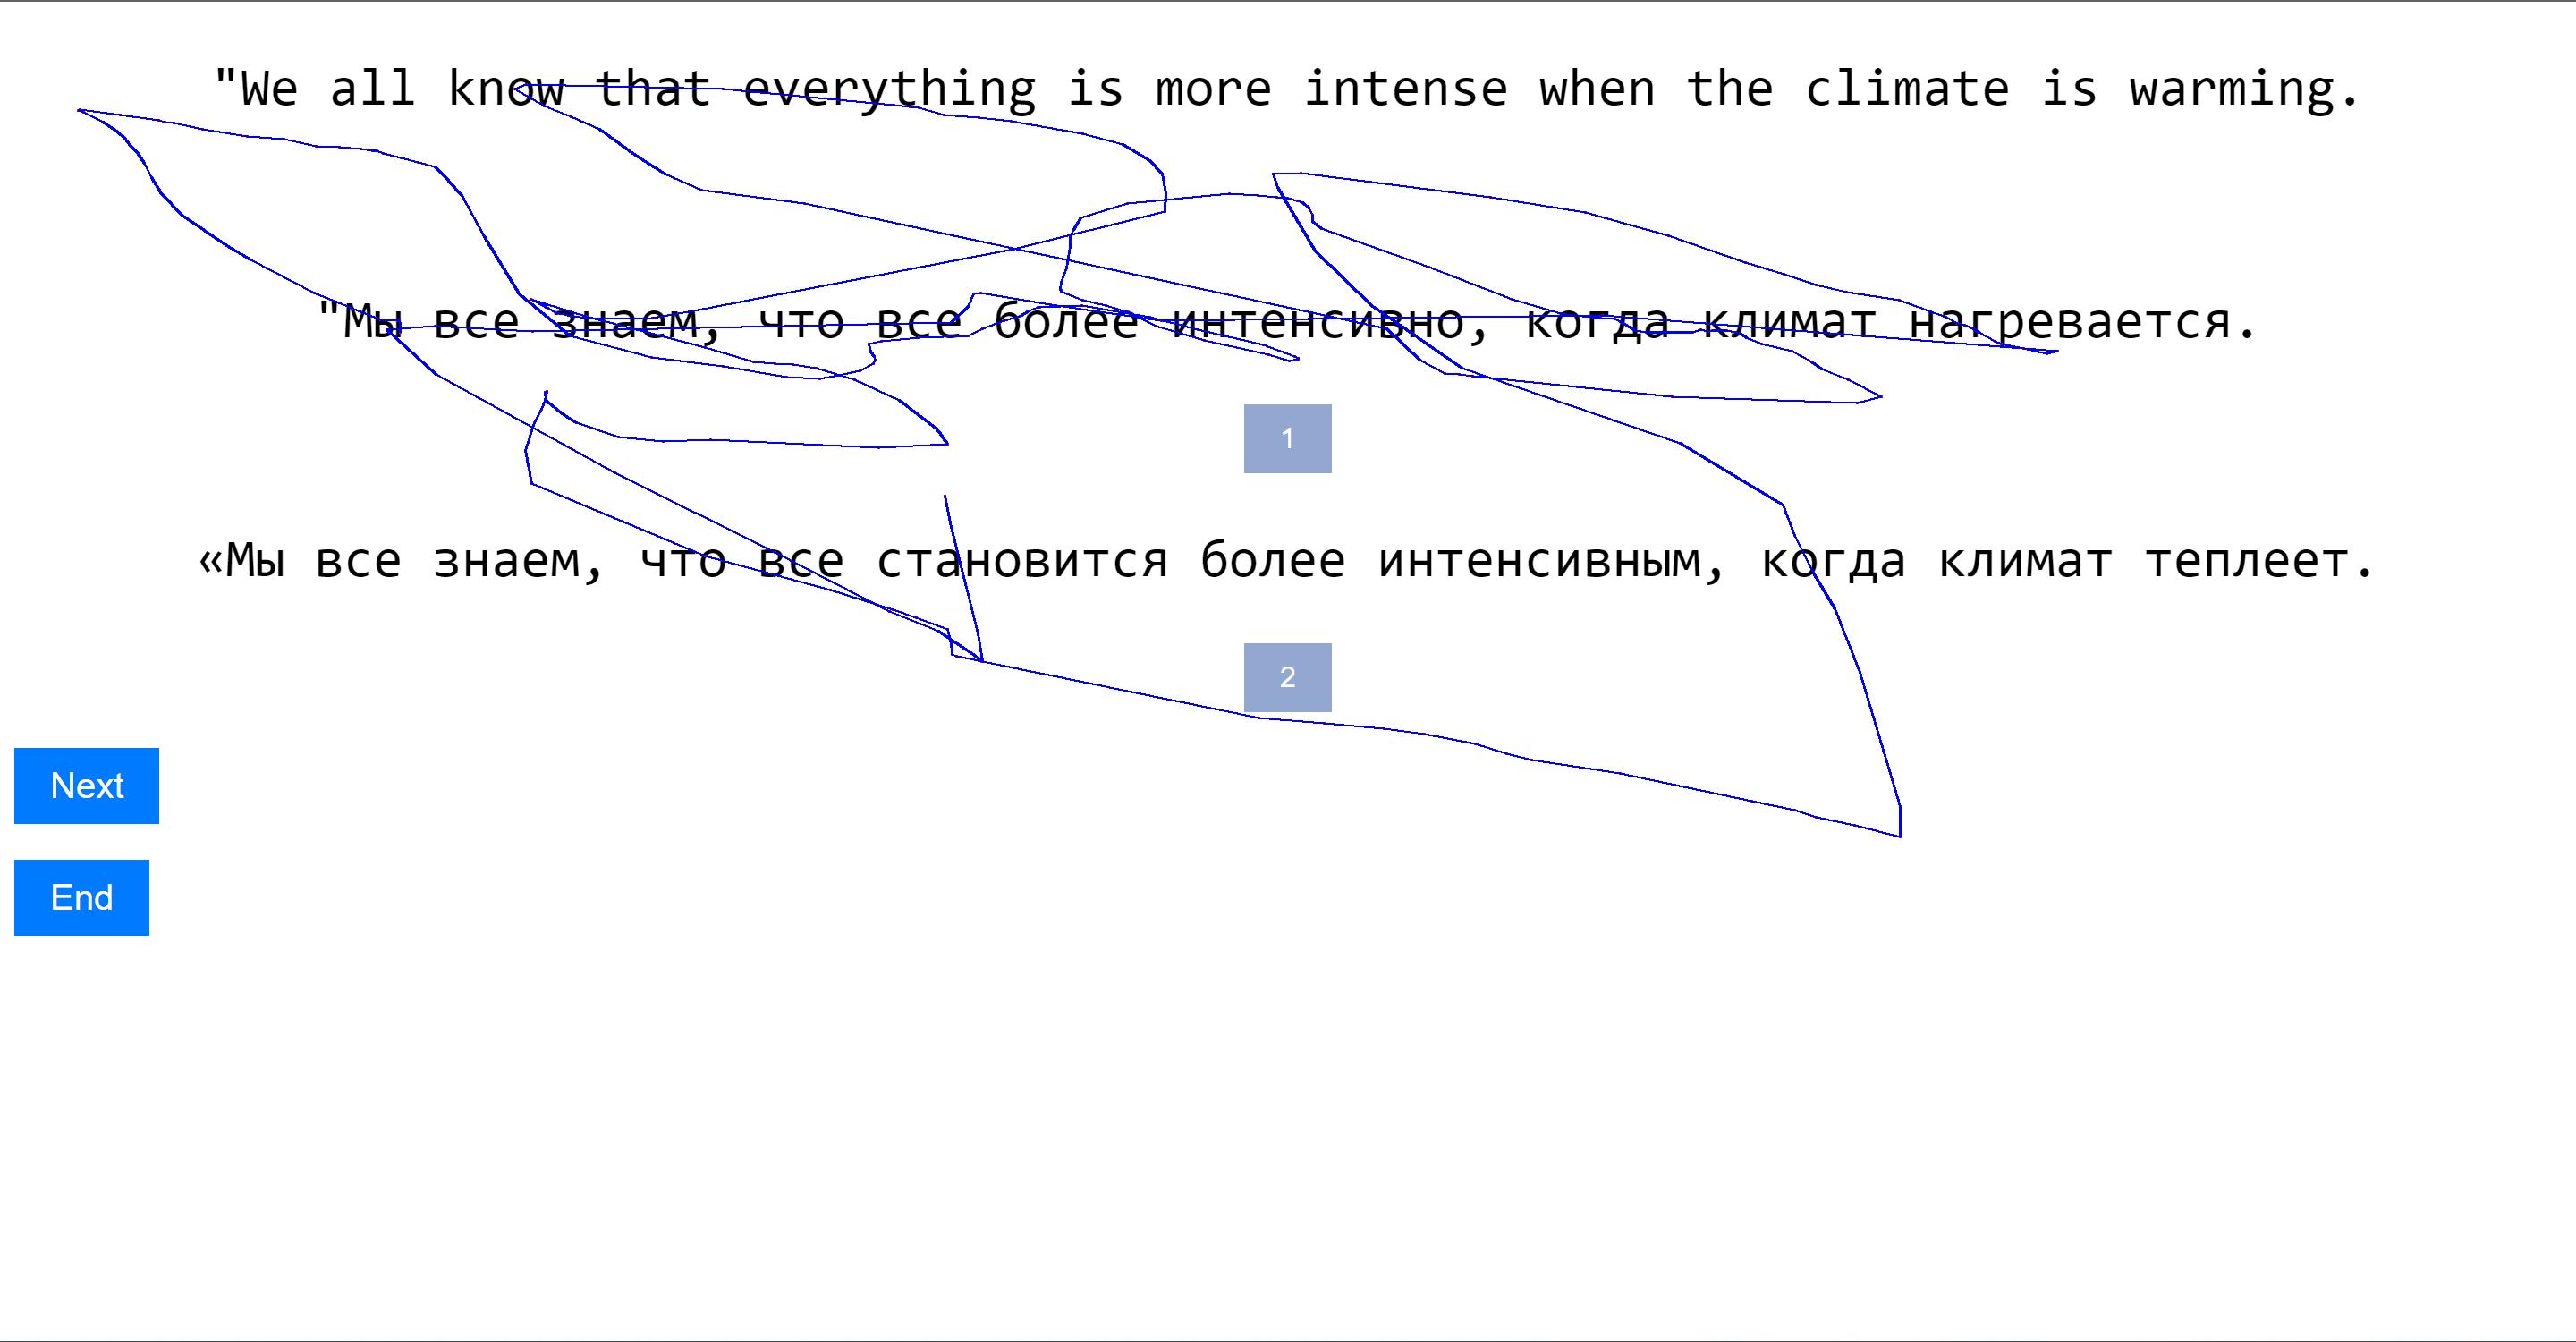 "We all know that everything is more intense when the climate is warming.
"Мы все знаем, что все более интенсивно, когда климат нагревается.
1
«Мы все знаем, что все становится более интенсивным, когда климат теплеет.
2
Next
End